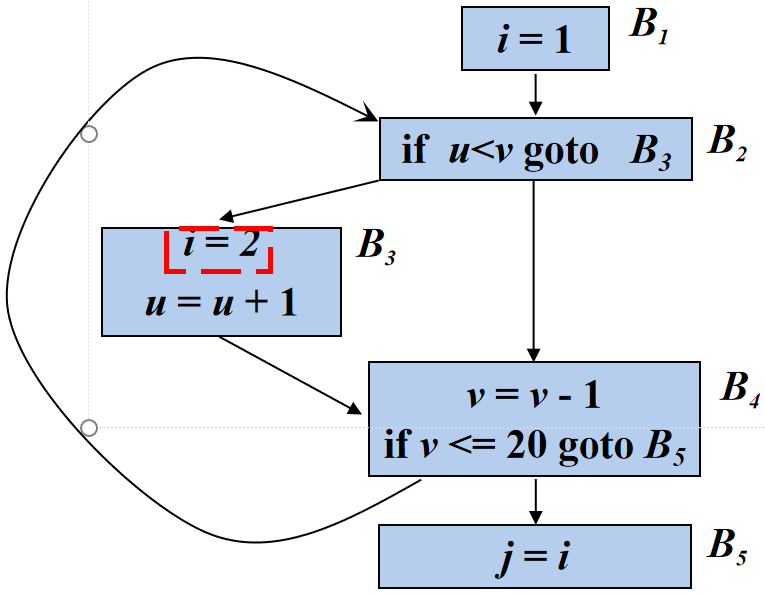 i = 1 B1
if u<v goto B3 B2
i = 2 B3
u = u + 1
v = v - 1 B4
if v <= 20 goto B5
j = i B5